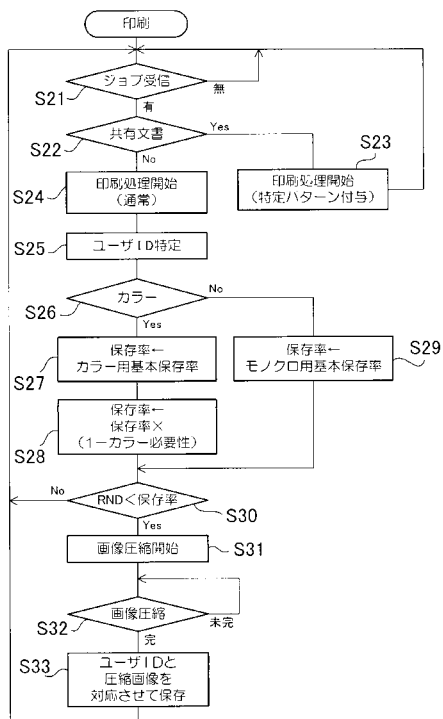 印刷
ジョブ受信
無
S21
有
共有文書
Yes
S22
No
S23
印刷処理開始
(特定パターン付与)
印刷処理開始
(通常)
S24
S25
ユーザID特定
カラー
No
S26
Yes
保存率←
カラー用基本保存率
S27
保存率←
モノクロ用基本保存率
S29
保存率←
保存率×
(1ーカラー必要性)
S28
No
RND<保存率
S30
Yes
画像圧縮開始
S31
画像圧縮
未完
S32
完
S33
ユーザIDと
圧縮画像を
対応させて保存